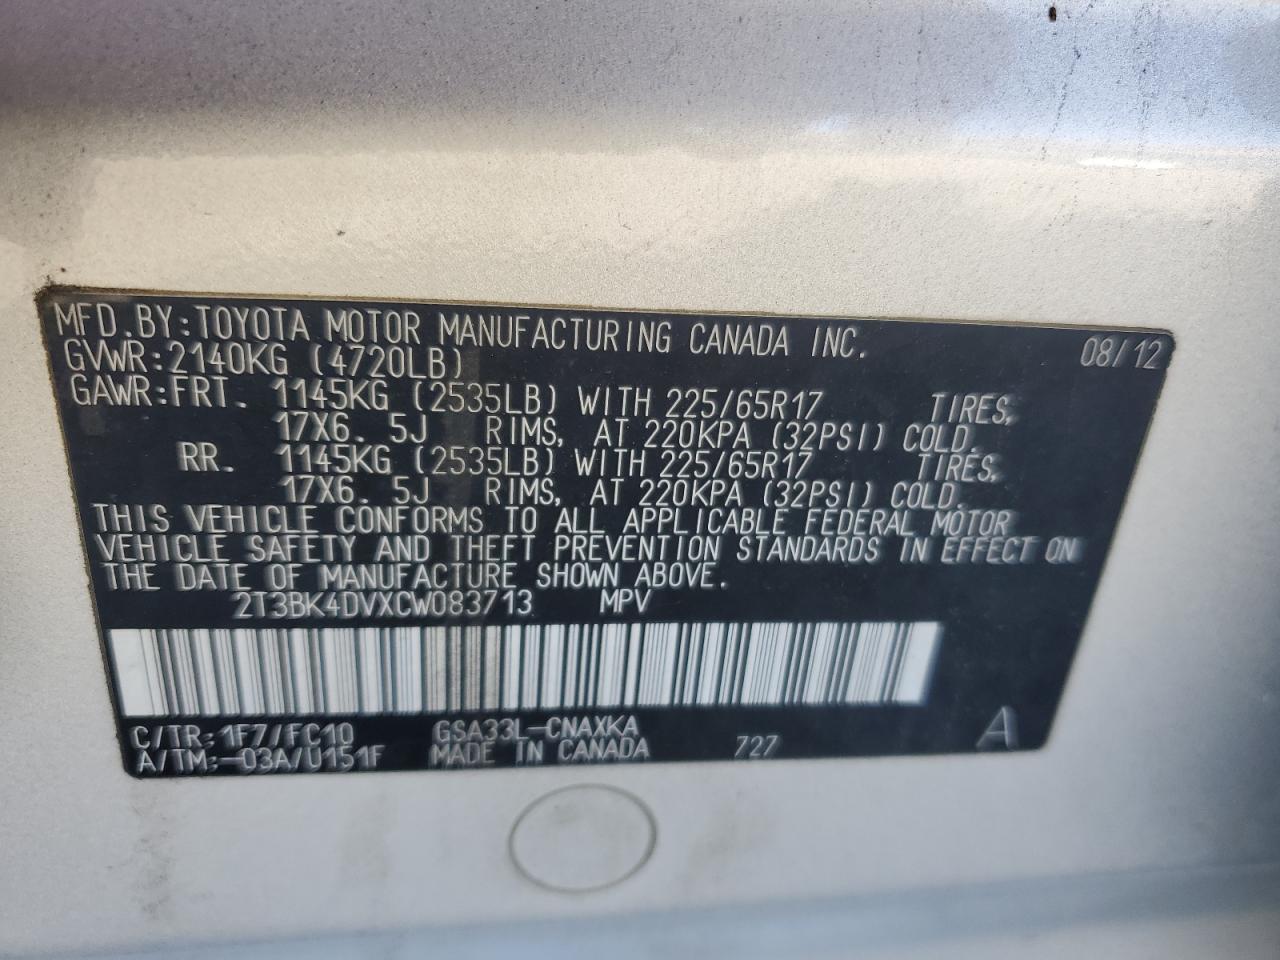 MFD.BY:TOYOTA MOTOR MANUFACTURING CANADA INC. 08/12
GVWR:2140KG (4720LB)
GAWR:FRT. 1145KG (2535LB) WITH 225/65R17 TIRES,
17X6.5J RIMS, AT 220KPA (32PSI) COLD.
RR. 1145KG (2535LB) WITH 225/65R17 TIRES,
17X6.5J RIMS, AT 220KPA (32PSI) COLD.
THIS VEHICLE CONFORMS TO ALL APPLICABLE FEDERAL MOTOR
VEHICLE SAFETY AND THEFT PREVENTION STANDARDS IN EFFECT ON
THE DATE OF MANUFACTURE SHOWN ABOVE.
2T3BK4DVXCW083713 MPV
C/TR:1F7/FC10 GSA33L-CNAXKA
A/TM:-03A/U151F MADE IN CANADA 727 A